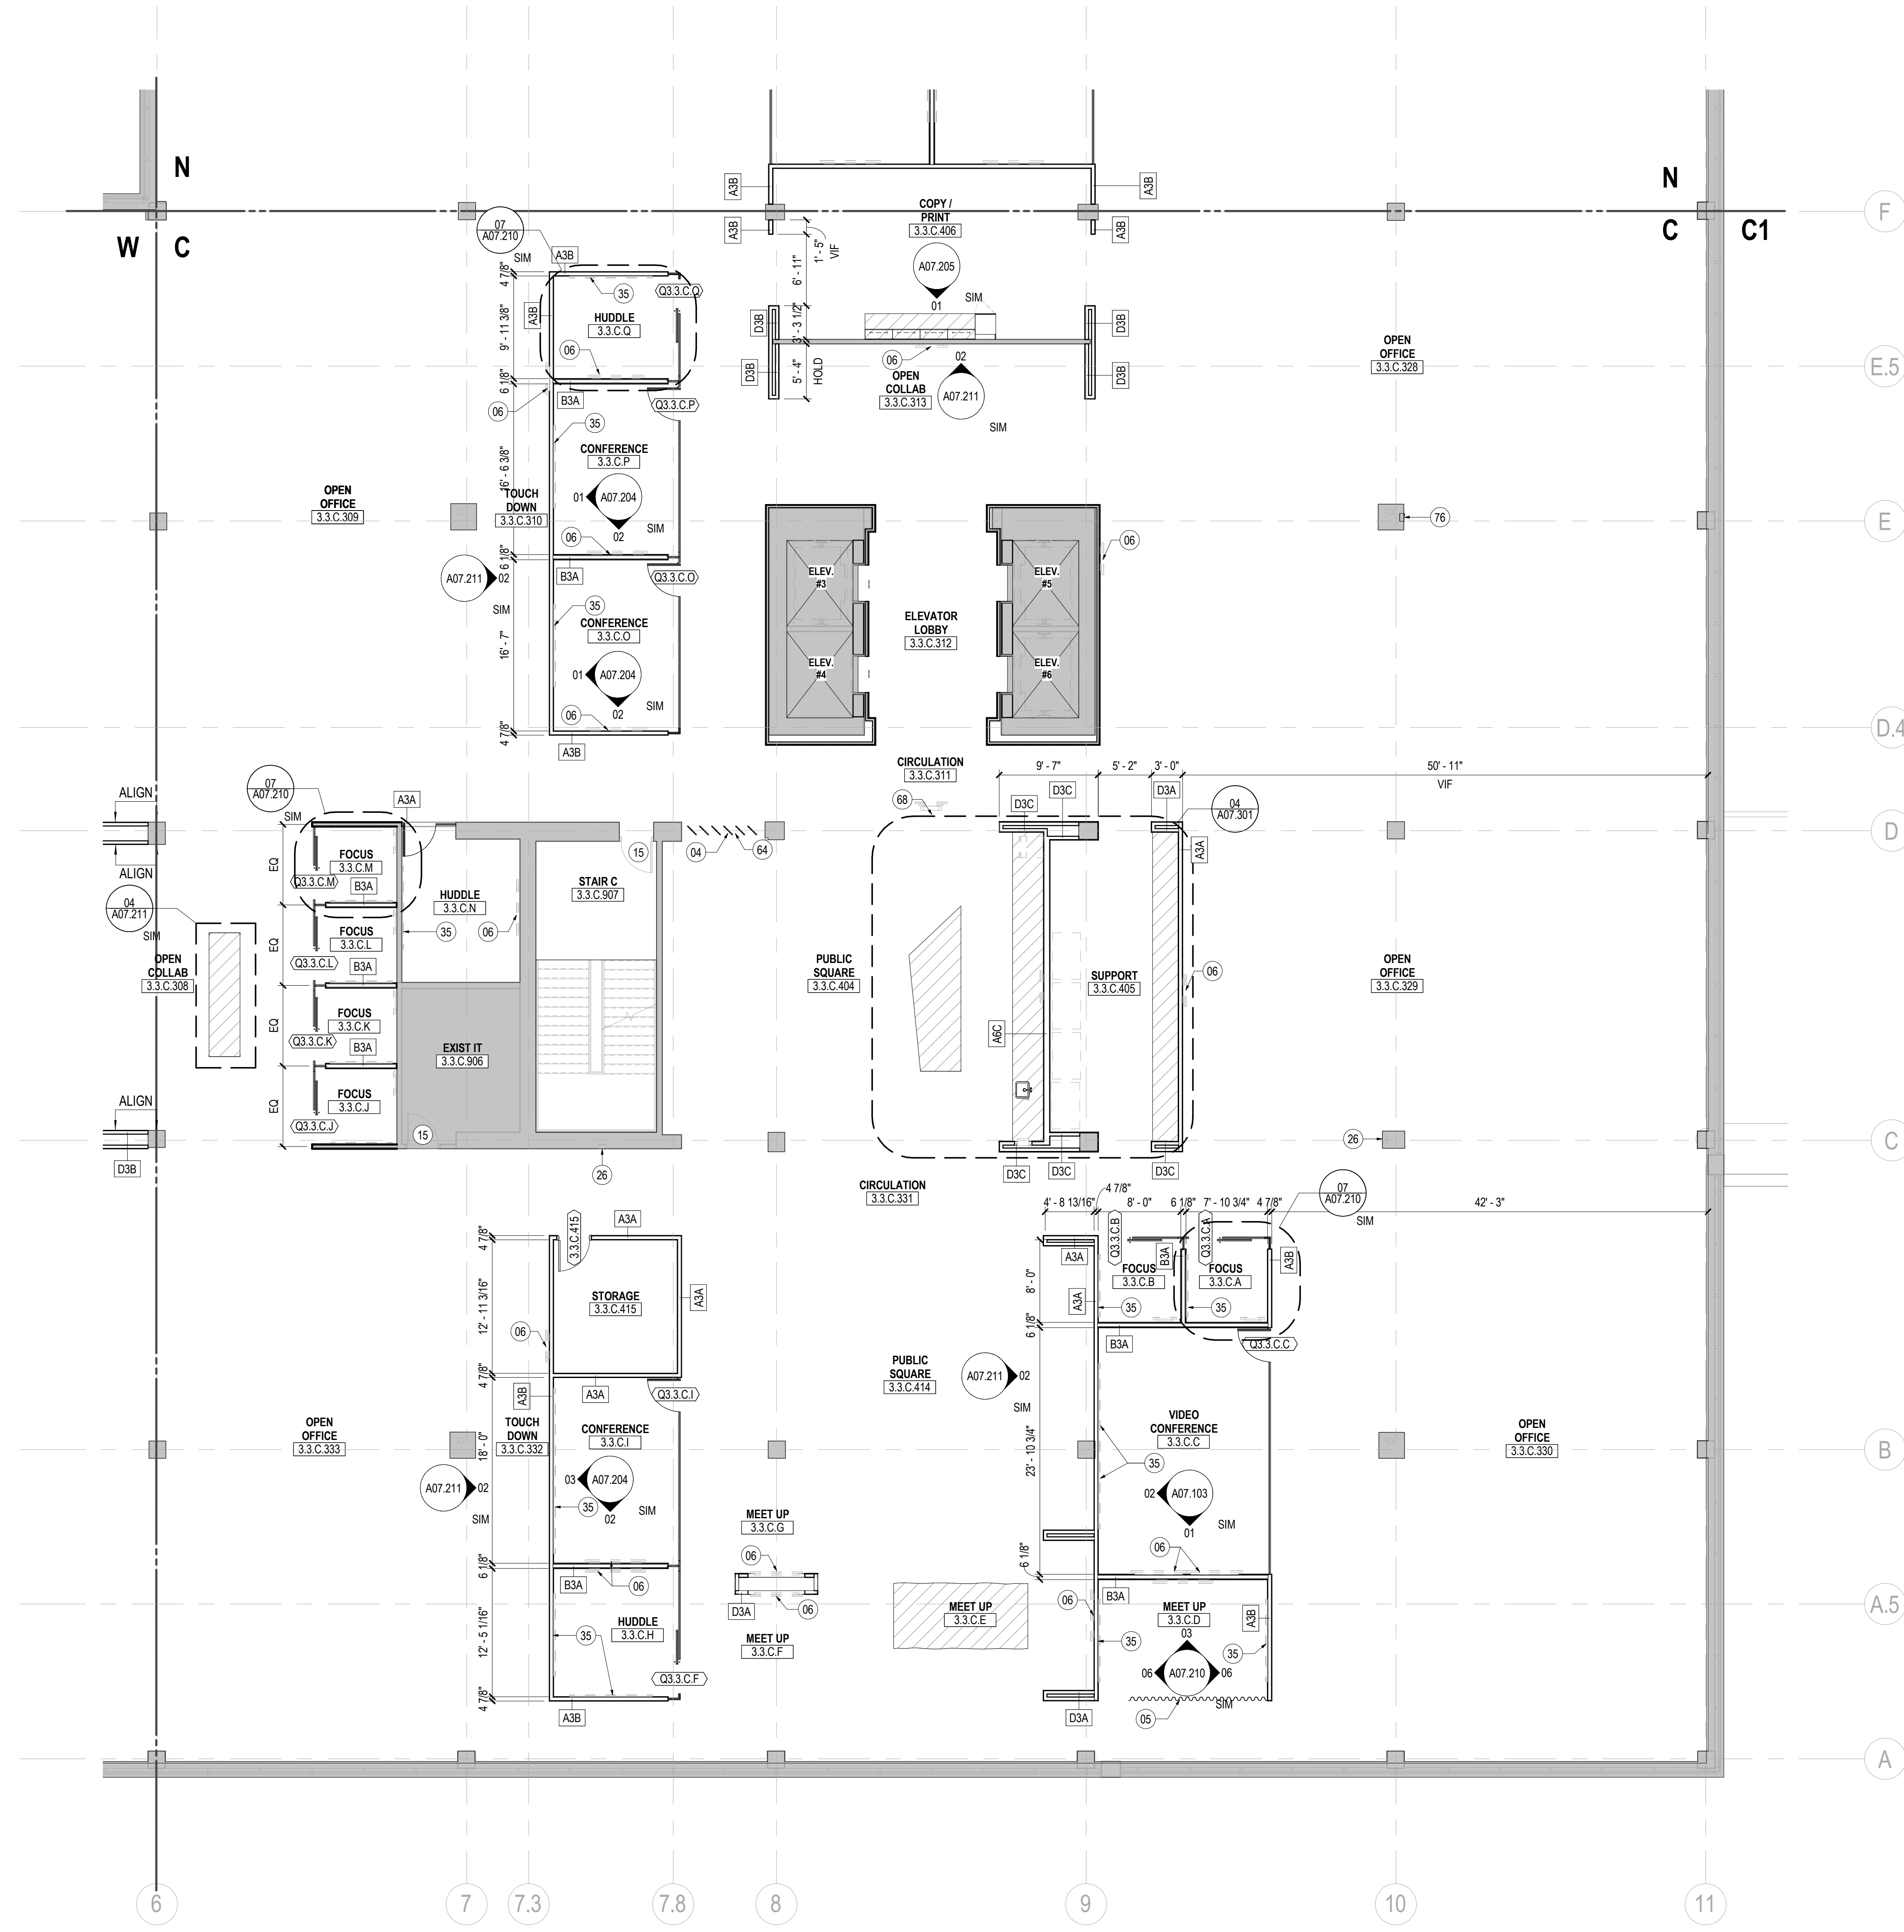 N
N
W
C
C
C1
F
E.5
E
D.4
D
C
B
A.5
A
A3B
A3B
A3B
A3B
COPY /
PRINT
3.3.C.406
1' - 5"
VIF
6' - 11"
A07.205
01
SIM
3' - 3 1/2"
D3B
D3B
D3B
D3B
5' - 4"
HOLD
06
02
OPEN
COLLAB
3.3.C.313
A07.211
SIM
07
A07.210
SIM
A3B
4 7/8"
35
Q3.3.C.Q
A3B
HUDDLE
3.3.C.Q
9' - 11 3/8"
06
6 1/8"
B3A
06
Q3.3.C.P
35
CONFERENCE
3.3.C.P
16' - 6 3/8"
TOUCH
DOWN
3.3.C.310
01
A07.204
SIM
02
06
OPEN
OFFICE
3.3.C.309
6 1/8"
B3A
Q3.3.C.O
A07.211
02
SIM
35
CONFERENCE
3.3.C.O
16' - 7"
01
A07.204
SIM
02
06
4 7/8"
A3B
OPEN
OFFICE
3.3.C.328
76
06
ELEV.
#3
ELEV.
#4
ELEVATOR
LOBBY
3.3.C.312
ELEV.
#5
ELEV.
#6
CIRCULATION
3.3.C.311
9' - 7"
5' - 2"
3' - 0"
50' - 11"
VIF
68
D3C
D3C
D3A
04
A07.301
A3A
07
A07.210
SIM
A3A
ALIGN
ALIGN
04
A07.211
SIM
OPEN
COLLAB
3.3.C.308
ALIGN
D3B
EQ
EQ
EQ
EQ
FOCUS
3.3.C.M
Q3.3.C.M
B3A
FOCUS
3.3.C.L
Q3.3.C.L
B3A
FOCUS
3.3.C.K
Q3.3.C.K
B3A
FOCUS
3.3.C.J
Q3.3.C.J
15
HUDDLE
3.3.C.N
35
06
EXIST IT
3.3.C.906
15
STAIR C
3.3.C.907
04
64
26
PUBLIC
SQUARE
3.3.C.404
SUPPORT
3.3.C.405
A6C
06
OPEN
OFFICE
3.3.C.329
26
D3C
D3C
D3C
CIRCULATION
3.3.C.331
4' - 8 13/16"
4 7/8"
8' - 0"
6 1/8"
7' - 10 3/4"
4 7/8"
42' - 3"
07
A07.210
SIM
3.3.C.415
A3A
4 7/8"
STORAGE
3.3.C.415
A3A
12' - 11 3/16"
06
4 7/8"
A3B
A3A
Q3.3.C.I
OPEN
OFFICE
3.3.C.333
TOUCH
DOWN
3.3.C.332
18' - 0"
CONFERENCE
3.3.C.I
A07.211
02
SIM
03
A07.204
35
02
SIM
6 1/8"
B3A
06
HUDDLE
3.3.C.H
12' - 5 1/16"
35
Q3.3.C.F
4 7/8"
A3B
MEET UP
3.3.C.G
06
D3A
06
MEET UP
3.3.C.F
PUBLIC
SQUARE
3.3.C.414
A07.211
02
SIM
MEET UP
3.3.C.E
A3A
A3A
8' - 0"
6 1/8"
Q3.3.C.B
B3A
Q3.3.C.A
A3B
FOCUS
3.3.C.B
FOCUS
3.3.C.A
35
35
B3A
Q3.3.C.C
VIDEO
CONFERENCE
3.3.C.C
23' - 10 3/4"
35
02
A07.103
01
SIM
06
6 1/8"
06
B3A
MEET UP
3.3.C.D
A3B
03
35
35
06
A07.210
06
SIM
05
D3A
OPEN
OFFICE
3.3.C.330
6
7
7.3
7.8
8
9
10
11